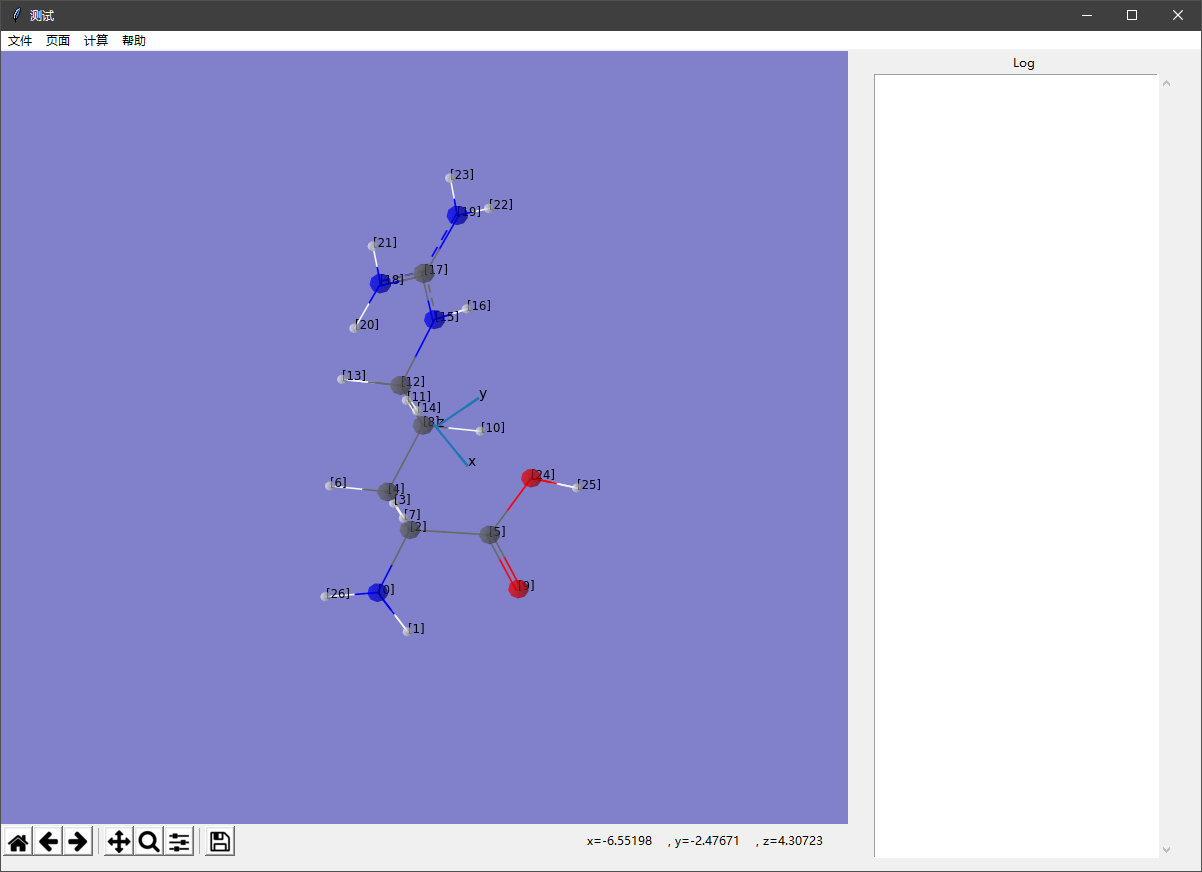 测试
文件 页面 计算 帮助
Log
[23]
[19] [22]
[21]
[18] [17]
[20] [15] [16]
[13] [12]
[11] y
[14]
[8] z [10]
x
[6] [4] [24]
[3] [25]
[7]
[2] [5]
[26] [0] [9]
[1]
x=-6.55198 , y=-2.47671 , z=4.30723